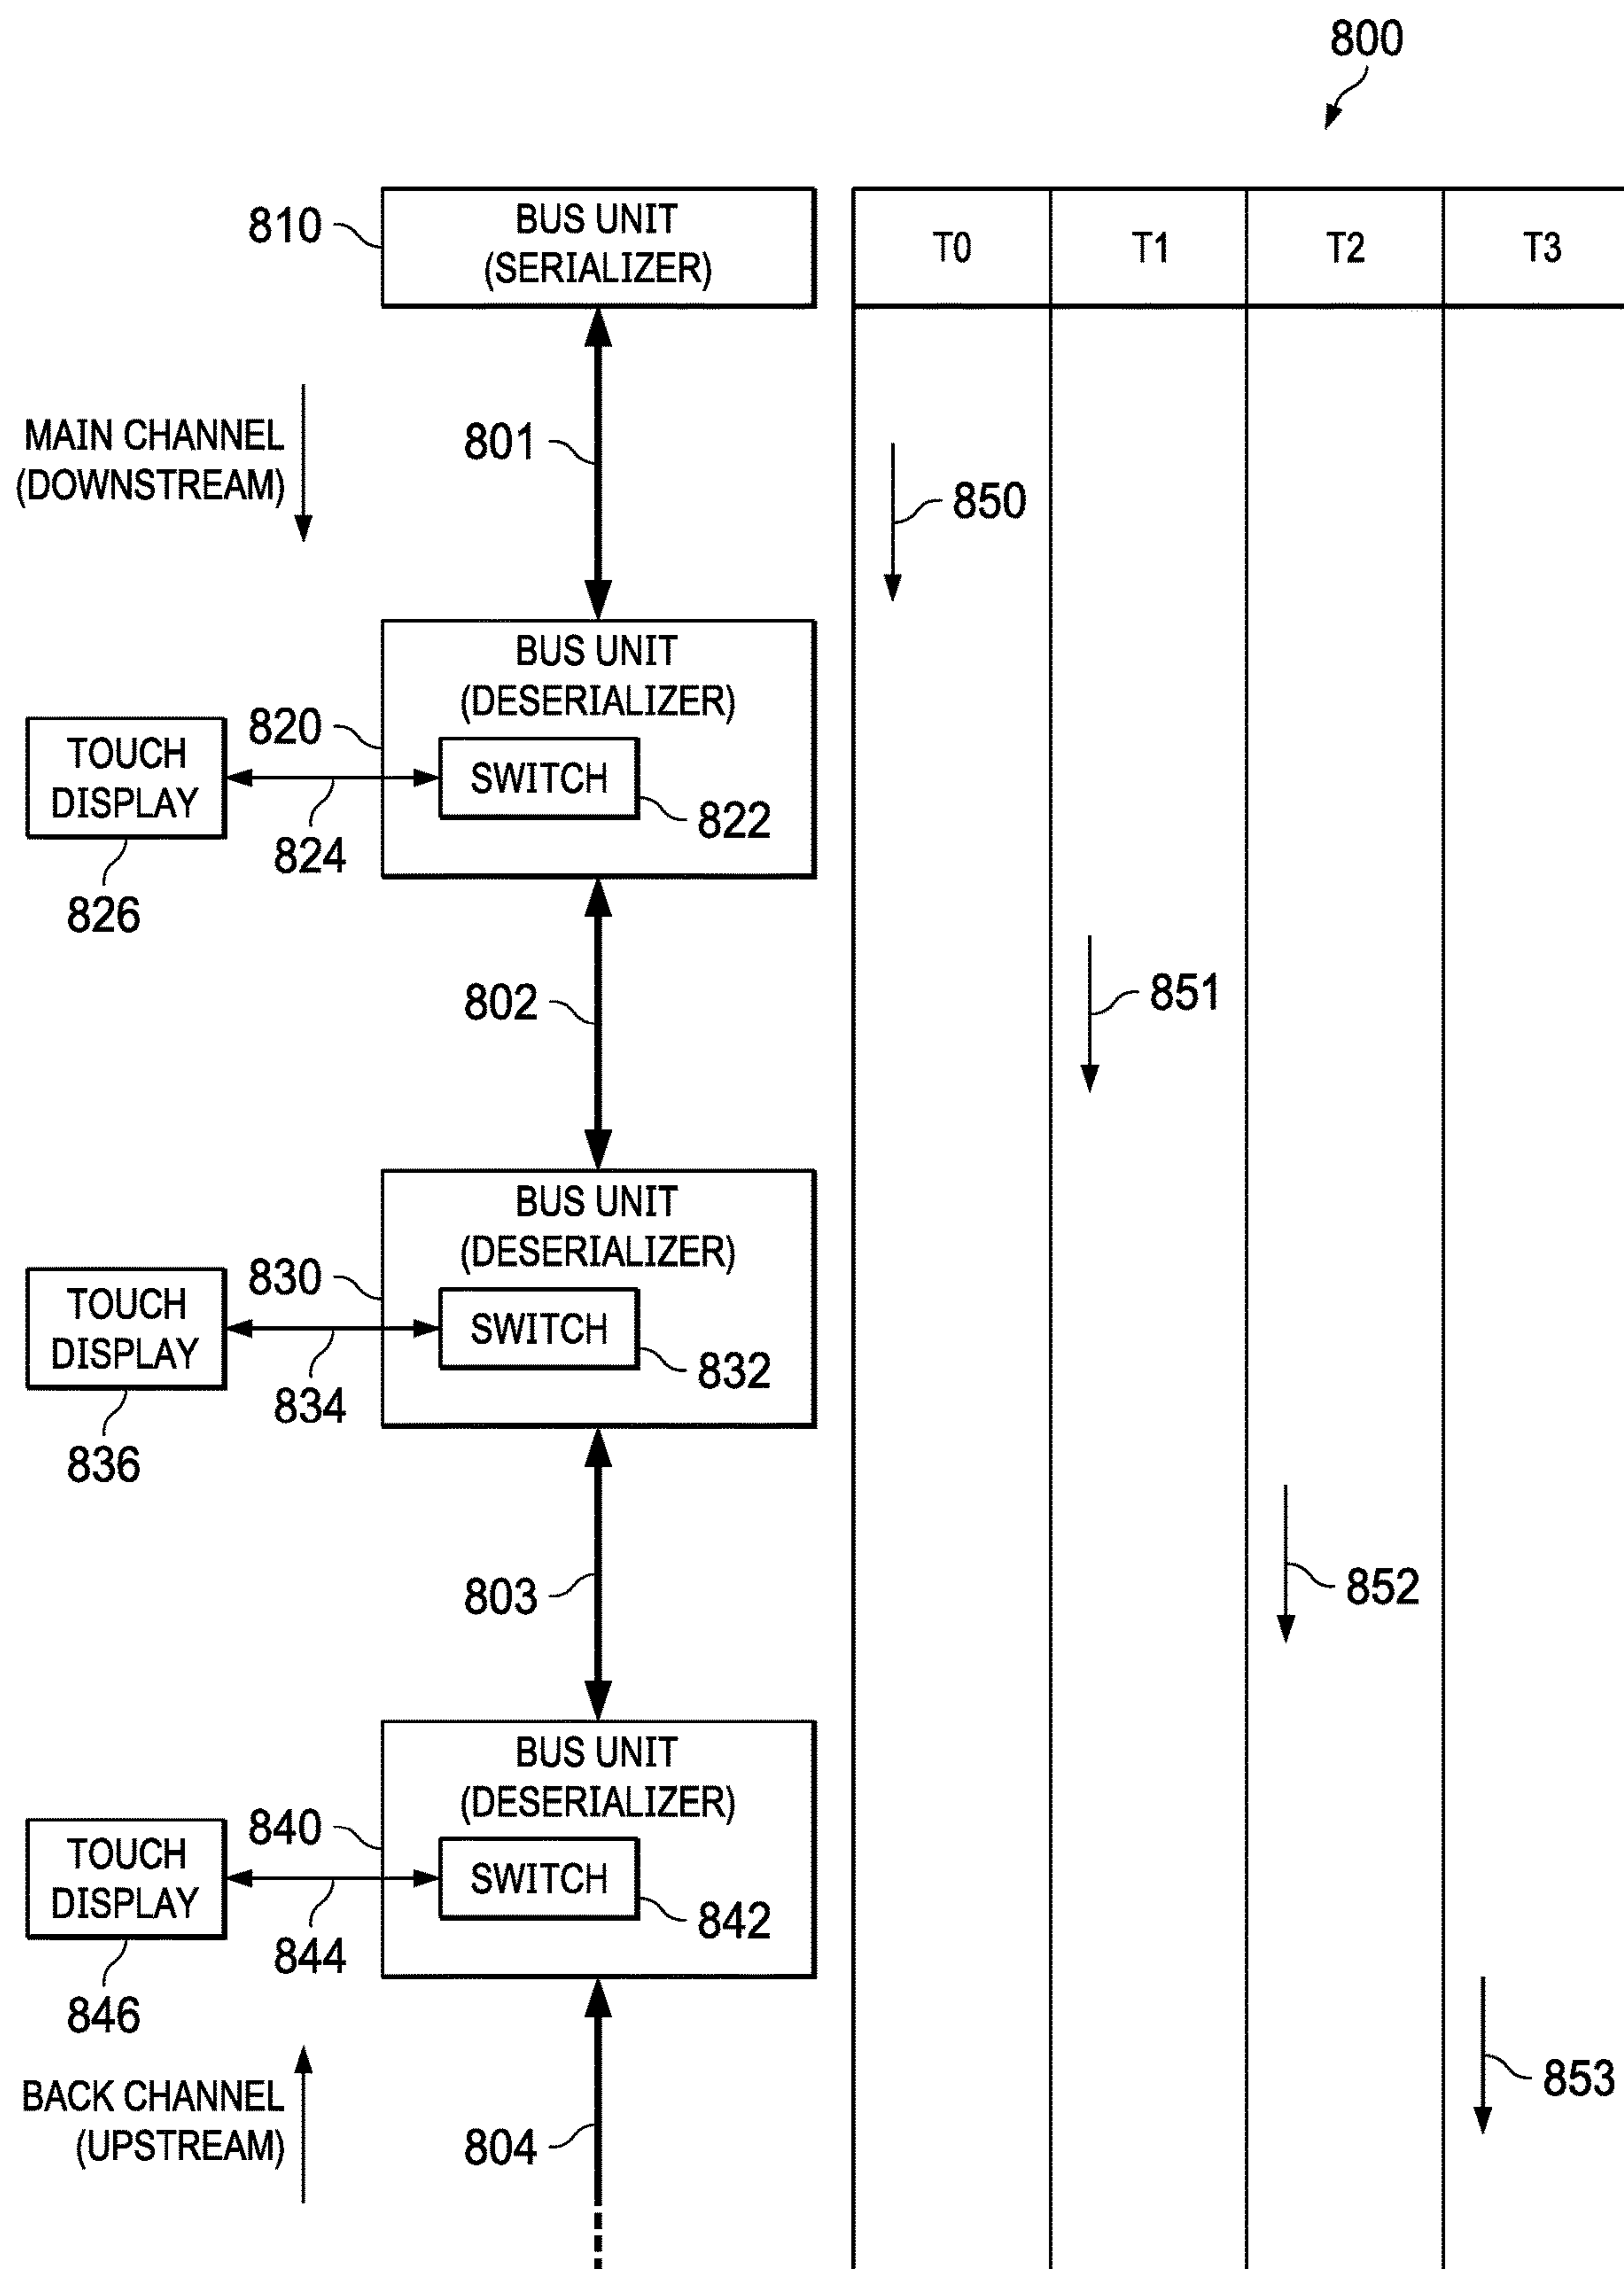 800
810
BUS UNIT
(SERIALIZER)
T0
T1
T2
T3
MAIN CHANNEL
(DOWNSTREAM)
801
850
BUS UNIT
(DESERIALIZER)
820
TOUCH
DISPLAY
SWITCH
822
824
826
802
851
BUS UNIT
(DESERIALIZER)
830
TOUCH
DISPLAY
SWITCH
832
834
836
803
852
BUS UNIT
(DESERIALIZER)
840
TOUCH
DISPLAY
SWITCH
842
844
846
BACK CHANNEL
(UPSTREAM)
804
853